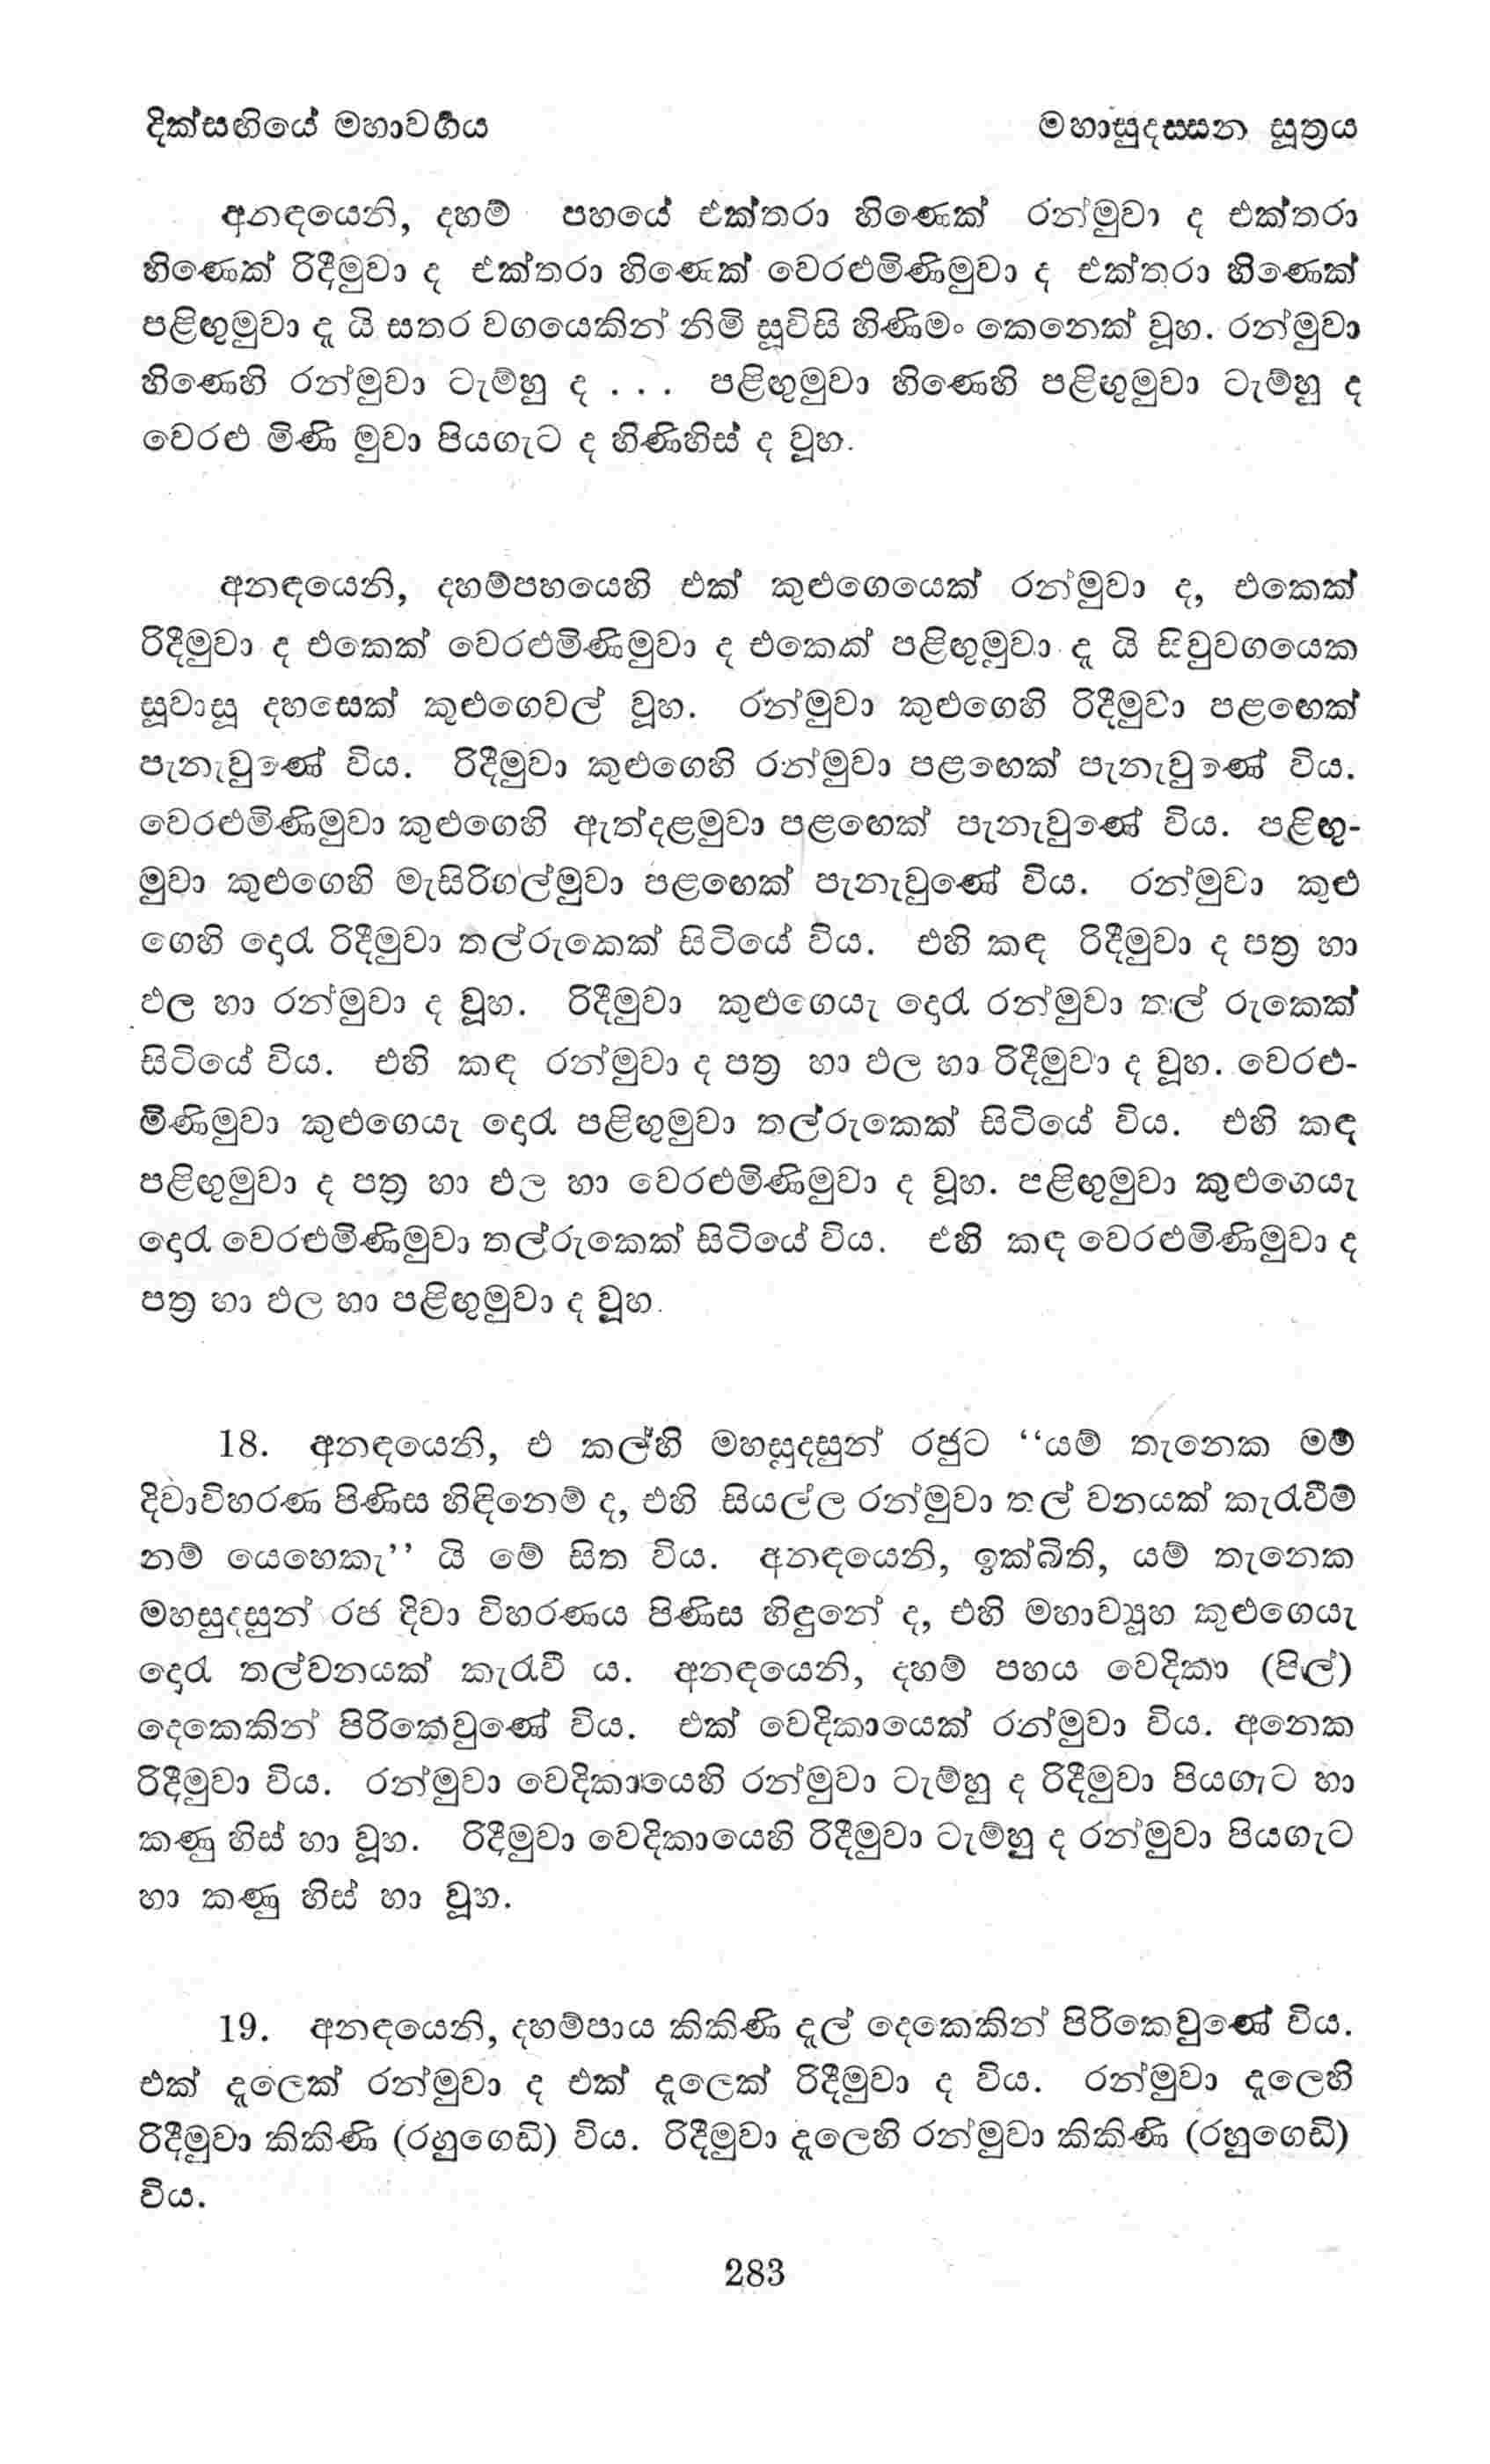 දික්සඟියේ මහාවර්‍ගය
මහාසුදස්සන සූත්‍රය
අනඳයෙනි, දහම් පහයේ එක්තරා හිණෙක් රන්මුවා ද එක්තරා
හිණෙක් රිදීමුවා ද එක්තරා හිණෙක් වෙරළුමිණිමුවා ද එක්තරා හිණෙක්
පළිඟුමුවා දැ යි සතර වගයෙකින් නිමි සූවිසි හිණිමං කෙනෙක් වූහ. රන්මුවා
හිණෙහි රන්මුවා ටැම්හු ද . . . පළිඟුමුවා හිණෙහි පළිඟුමුවා ටැම්හු ද
වෙරළු මිණි මුවා පියගැට ද හිණිහිස් ද වූහ.
අනඳයෙනි, දහම්පහයෙහි එක් කුළුගෙයෙක් රන්මුවා ද, එකෙක්
රිදීමුවා ද එකෙක් වෙරළුමිණිමුවා ද එකෙක් පළිඟුමුවා දැ යි සිවුවගයෙක
සූවාසූ දහසෙක් කුළුගෙවල් වූහ. රන්මුවා කුළුගෙහි රිදීමුවා පළඟෙක්
පැනැවුණේ විය. රිදීමුවා කුළුගෙහි රන්මුවා පළඟෙක් පැනැවුණේ විය.
වෙරළුමිණිමුවා කුළුගෙහි ඇත්දළමුවා පළඟෙක් පැනැවුණේ විය. පළිඟු-
මුවා කුළුගෙහි මැසිරිගල්මුවා පළඟෙක් පැනැවුණේ විය. රන්මුවා කුළු
ගෙහි දොරැ රිදීමුවා තල්රුකෙක් සිටියේ විය. එහි කඳ රිදීමුවා ද පත්‍ර හා
ඵල හා රන්මුවා ද වූහ. රිදීමුවා කුළුගෙයැ දොරැ රන්මුවා තල් රුකෙක්
සිටියේ විය. එහි කඳ රන්මුවා ද පත්‍ර හා ඵල හා රිදීමුවා ද වූහ. වෙරළු-
මිණිමුවා කුළුගෙයැ දොරැ පළිඟුමුවා තල්රුකෙක් සිටියේ විය. එහි කඳ
පළිඟුමුවා ද පත්‍ර හා ඵල හා වෙරළුමිණිමුවා ද වූහ. පළිඟුමුවා කුළුගෙයැ
දොරැ වෙරළුමිණිමුවා තල්රුකෙක් සිටියේ විය. එහි කඳ වෙරළුමිණිමුවා ද
පත්‍ර හා ඵල හා පළිඟුමුවා ද වූහ.
18. අනඳයෙනි, එ කල්හි මහසුදසුන් රජුට “යම් තැනෙක මම්
දිවාවිහරණ පිණිස හිඳිනෙම් ද, එහි සියල්ල රන්මුවා තල් වනයක් කැරැවීම්
නම් යෙහෙකැ” යි මේ සිත විය. අනඳයෙනි, ඉක්බිති, යම් තැනෙක
මහසුදසුන් රජ දිවා විහරණය පිණිස හිඳුනේ ද, එහි මහාව්‍යූහ කුළුගෙයැ
දොරැ තල්වනයක් කැරැවී ය. අනඳයෙනි, දහම් පහය වෙදිකා (පිල්)
දෙකෙකින් පිරිකෙවුණේ විය. එක් වෙදිකායෙක් රන්මුවා විය. අනෙක
රිදීමුවා විය. රන්මුවා වෙදිකායෙහි රන්මුවා ටැම්හු ද රිදීමුවා පියගැට හා
කණු හිස් හා වූහ. රිදීමුවා වෙදිකායෙහි රිදීමුවා ටැම්හු ද රන්මුවා පියගැට
හා කණු හිස් හා වූහ.
19. අනඳයෙනි, දහම්පාය කිකිණි දැල් දෙකෙකින් පිරිකෙවුණේ විය.
එක් දැලෙක් රන්මුවා ද එක් දැලෙක් රිදීමුවා ද විය. රන්මුවා දැලෙහි
රිදීමුවා කිකිණි (රහුගෙඩි) විය. රිදීමුවා දැලෙහි රන්මුවා කිකිණි (රහුගෙඩි)
විය.
283